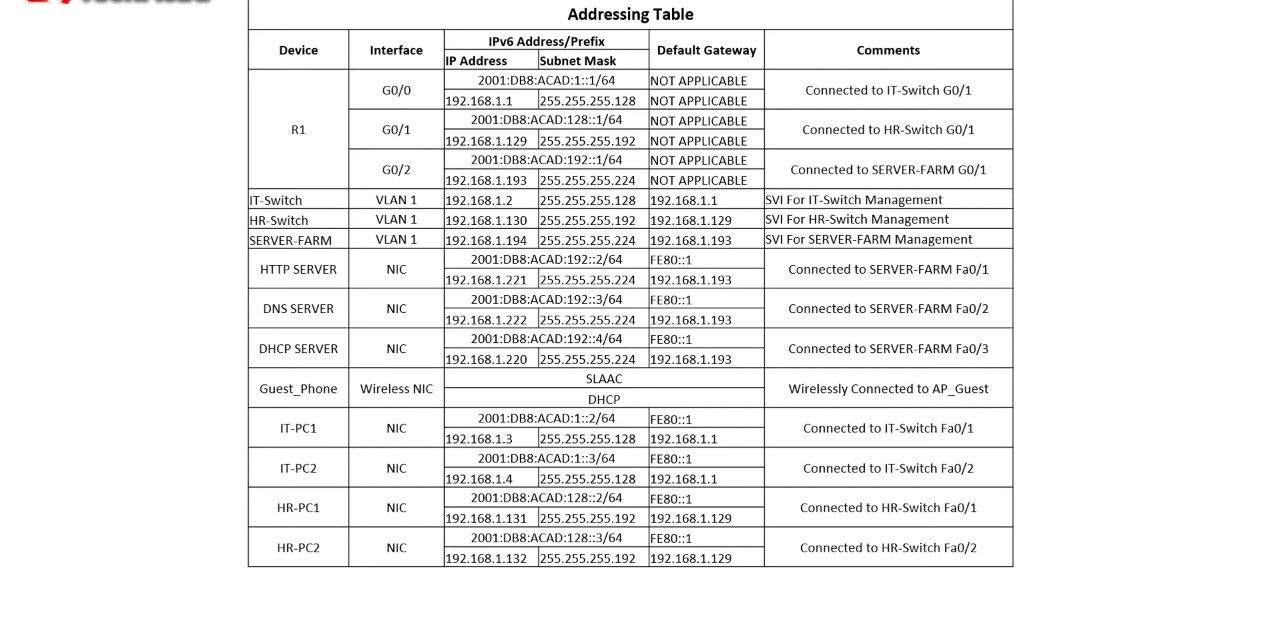 Addressing Table
Device Interface IPv6 Address/Prefix Default Gateway Comments
IP Address Subnet Mask
R1 G0/0 2001:DB8:ACAD:1::1/64 NOT APPLICABLE Connected to IT-Switch G0/1
192.168.1.1 255.255.255.128 NOT APPLICABLE
G0/1 2001:DB8:ACAD:128::1/64 NOT APPLICABLE Connected to HR-Switch G0/1
192.168.1.129 255.255.255.192 NOT APPLICABLE
G0/2 2001:DB8:ACAD:192::1/64 NOT APPLICABLE Connected to SERVER-FARM G0/1
192.168.1.193 255.255.255.224 NOT APPLICABLE
IT-Switch VLAN 1 192.168.1.2 255.255.255.128 192.168.1.1 SVI For IT-Switch Management
HR-Switch VLAN 1 192.168.1.130 255.255.255.192 192.168.1.129 SVI For HR-Switch Management
SERVER-FARM VLAN 1 192.168.1.194 255.255.255.224 192.168.1.193 SVI For SERVER-FARM Management
HTTP SERVER NIC 2001:DB8:ACAD:192::2/64 FE80::1 Connected to SERVER-FARM Fa0/1
192.168.1.221 255.255.255.224 192.168.1.193
DNS SERVER NIC 2001:DB8:ACAD:192::3/64 FE80::1 Connected to SERVER-FARM Fa0/2
192.168.1.222 255.255.255.224 192.168.1.193
DHCP SERVER NIC 2001:DB8:ACAD:192::4/64 FE80::1 Connected to SERVER-FARM Fa0/3
192.168.1.220 255.255.255.224 192.168.1.193
Guest_Phone Wireless NIC SLAAC Wirelessly Connected to AP_Guest
DHCP
IT-PC1 NIC 2001:DB8:ACAD:1::2/64 FE80::1 Connected to IT-Switch Fa0/1
192.168.1.3 255.255.255.128 192.168.1.1
IT-PC2 NIC 2001:DB8:ACAD:1::3/64 FE80::1 Connected to IT-Switch Fa0/2
192.168.1.4 255.255.255.128 192.168.1.1
HR-PC1 NIC 2001:DB8:ACAD:128::2/64 FE80::1 Connected to HR-Switch Fa0/1
192.168.1.131 255.255.255.192 192.168.1.129
HR-PC2 NIC 2001:DB8:ACAD:128::3/64 FE80::1 Connected to HR-Switch Fa0/2
192.168.1.132 255.255.255.192 192.168.1.129